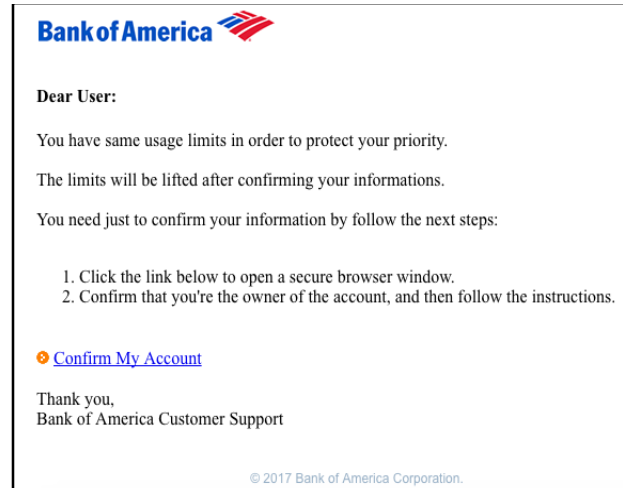 Bank of America
Dear User:
You have same usage limits in order to protect your priority.
The limits will be lifted after confirming your informations.
You need just to confirm your information by follow the next steps:
1. Click the link below to open a secure browser window.
2. Confirm that you're the owner of the account, and then follow the instructions.
Confirm My Account
Thank you,
Bank of America Customer Support
© 2017 Bank of America Corporation.